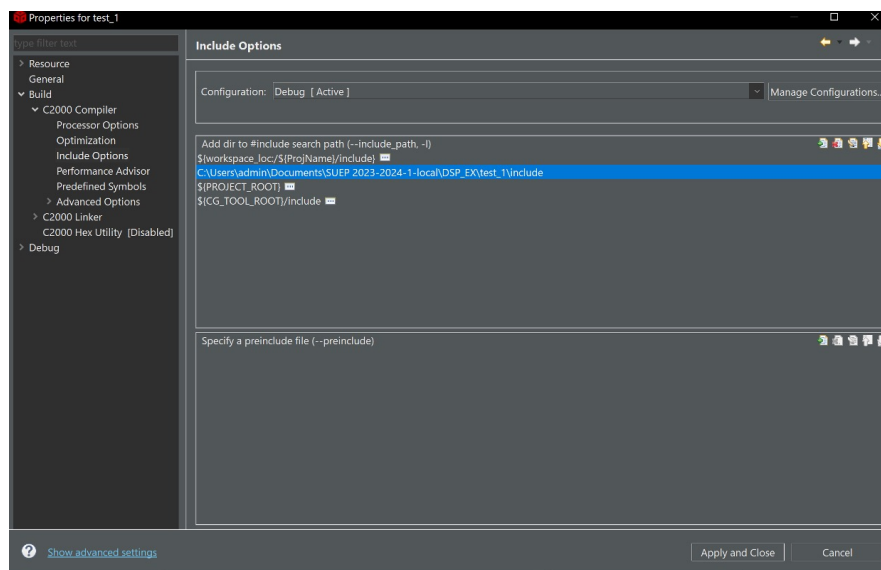 Properties for test_1
type filter text
Include Options
Resource
General
Build
C2000 Compiler
Processor Options
Optimization
Include Options
Performance Advisor
Predefined Symbols
Advanced Options
C2000 Linker
C2000 Hex Utility [Disabled]
Debug
Configuration: Debug [ Active ]
Manage Configurations..
Add dir to #include search path (--include_path, -I)
${workspace_loc:/${ProjName}/include}
C:\Users\admin\Documents\SUEP 2023-2024-1-local\DSP_EX\test_1\include
${PROJECT_ROOT}
${CG_TOOL_ROOT}/include
Specify a preinclude file (--preinclude)
Show advanced settings
Apply and Close
Cancel